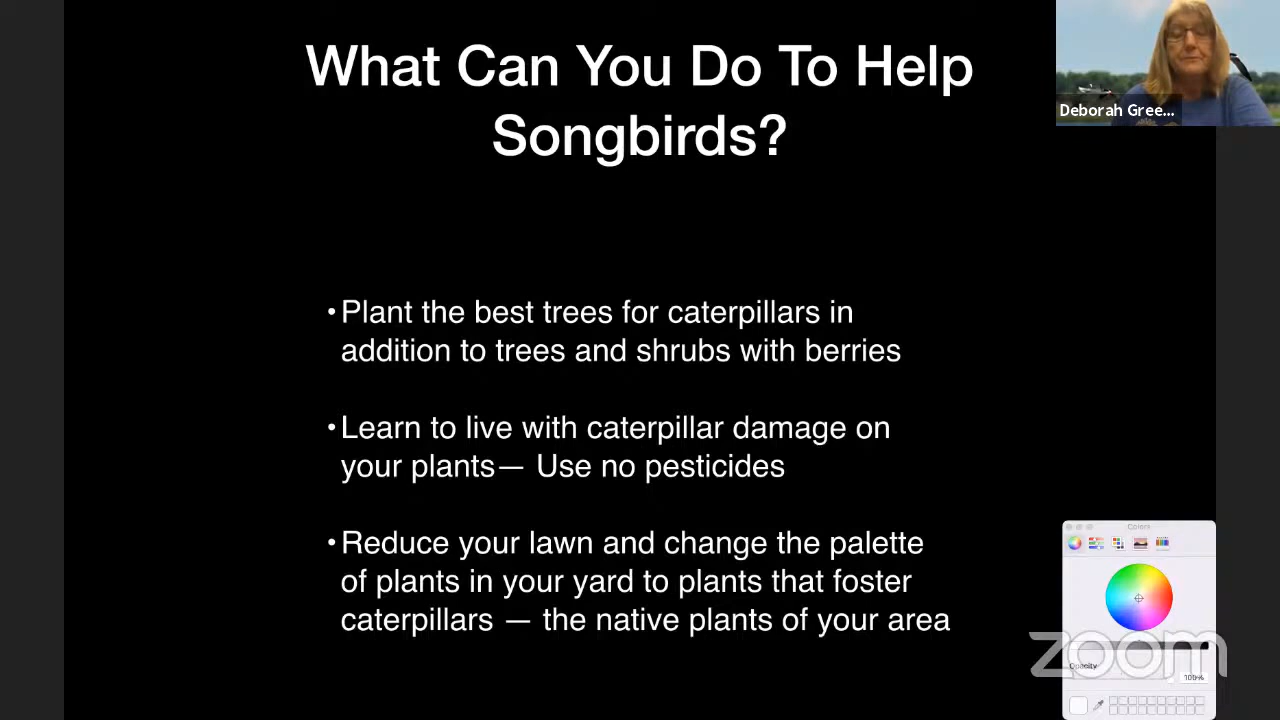 What Can You Do To Help
Songbirds?
Deborah Gree...
•Plant the best trees for caterpillars in
addition to trees and shrubs with berries
•Learn to live with caterpillar damage on
your plants— Use no pesticides
•Reduce your lawn and change the palette
of plants in your yard to plants that foster
caterpillars — the native plants of your area
Colors
zoom
Opacity
100%